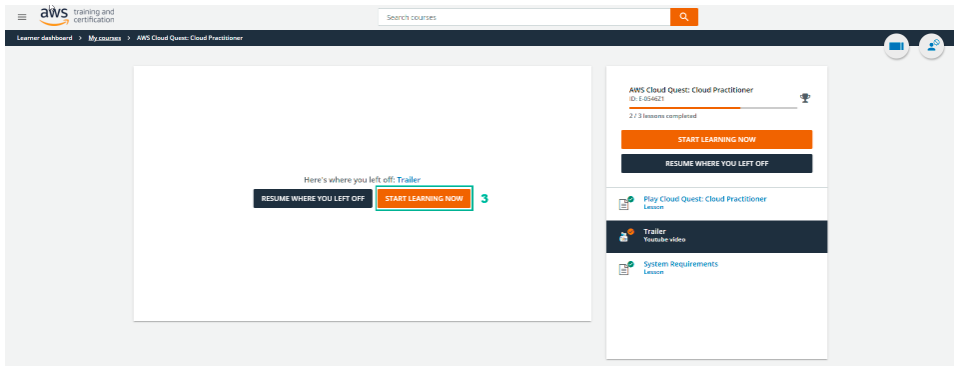 aws training and certification
Search courses
Learner dashboard > My courses > AWS Cloud Quest: Cloud Practitioner
Here's where you left off: Trailer
RESUME WHERE YOU LEFT OFF
START LEARNING NOW
3
AWS Cloud Quest: Cloud Practitioner
ID: E-0546Z1
2 / 3 lessons completed
START LEARNING NOW
RESUME WHERE YOU LEFT OFF
Play Cloud Quest: Cloud Practitioner
Lesson
Trailer
Youtube video
System Requirements
Lesson